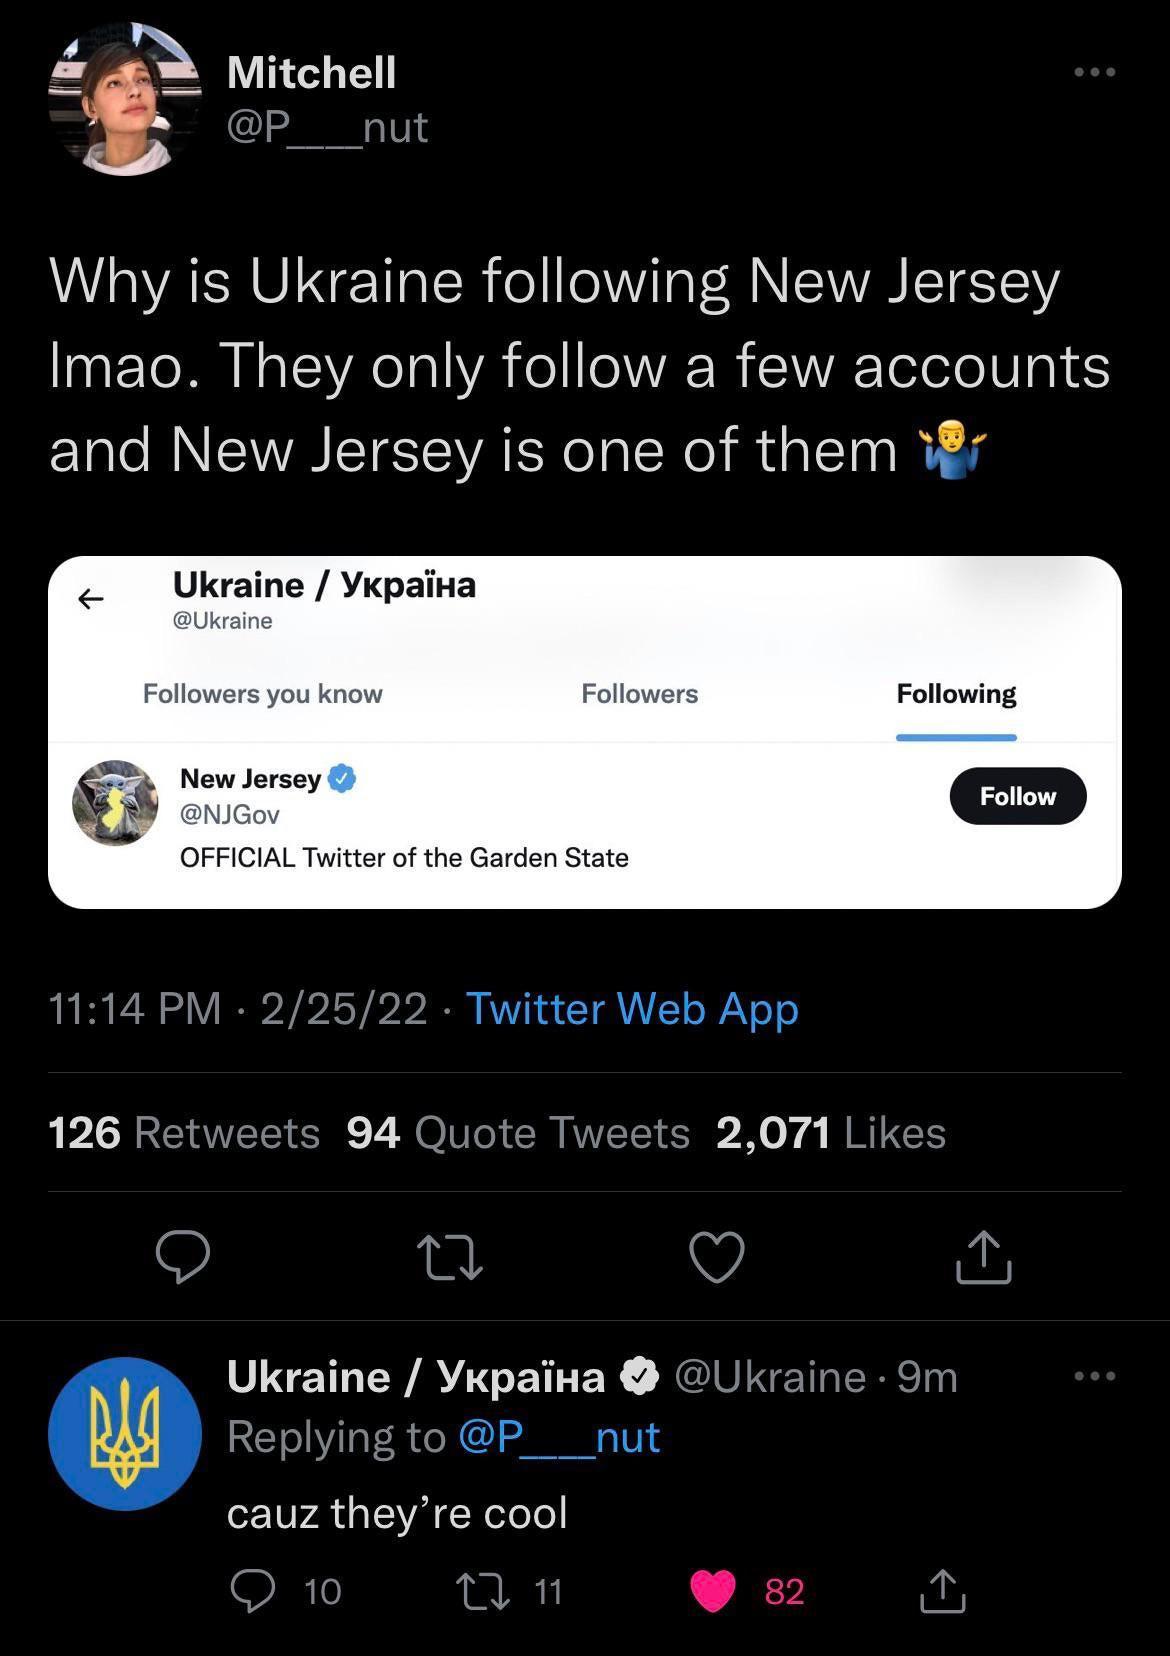 Mitchell
@P____nut
Why is Ukraine following New Jersey
lmao. They only follow a few accounts
and New Jersey is one of them 🤷‍♂️
Ukraine / Україна
@Ukraine
Followers you know Followers Following
New Jersey
@NJGov
Follow
OFFICIAL Twitter of the Garden State
11:14 PM · 2/25/22 · Twitter Web App
126 Retweets 94 Quote Tweets 2,071 Likes
Ukraine / Україна @Ukraine · 9m
Replying to @P____nut
cauz they’re cool
10 11 82